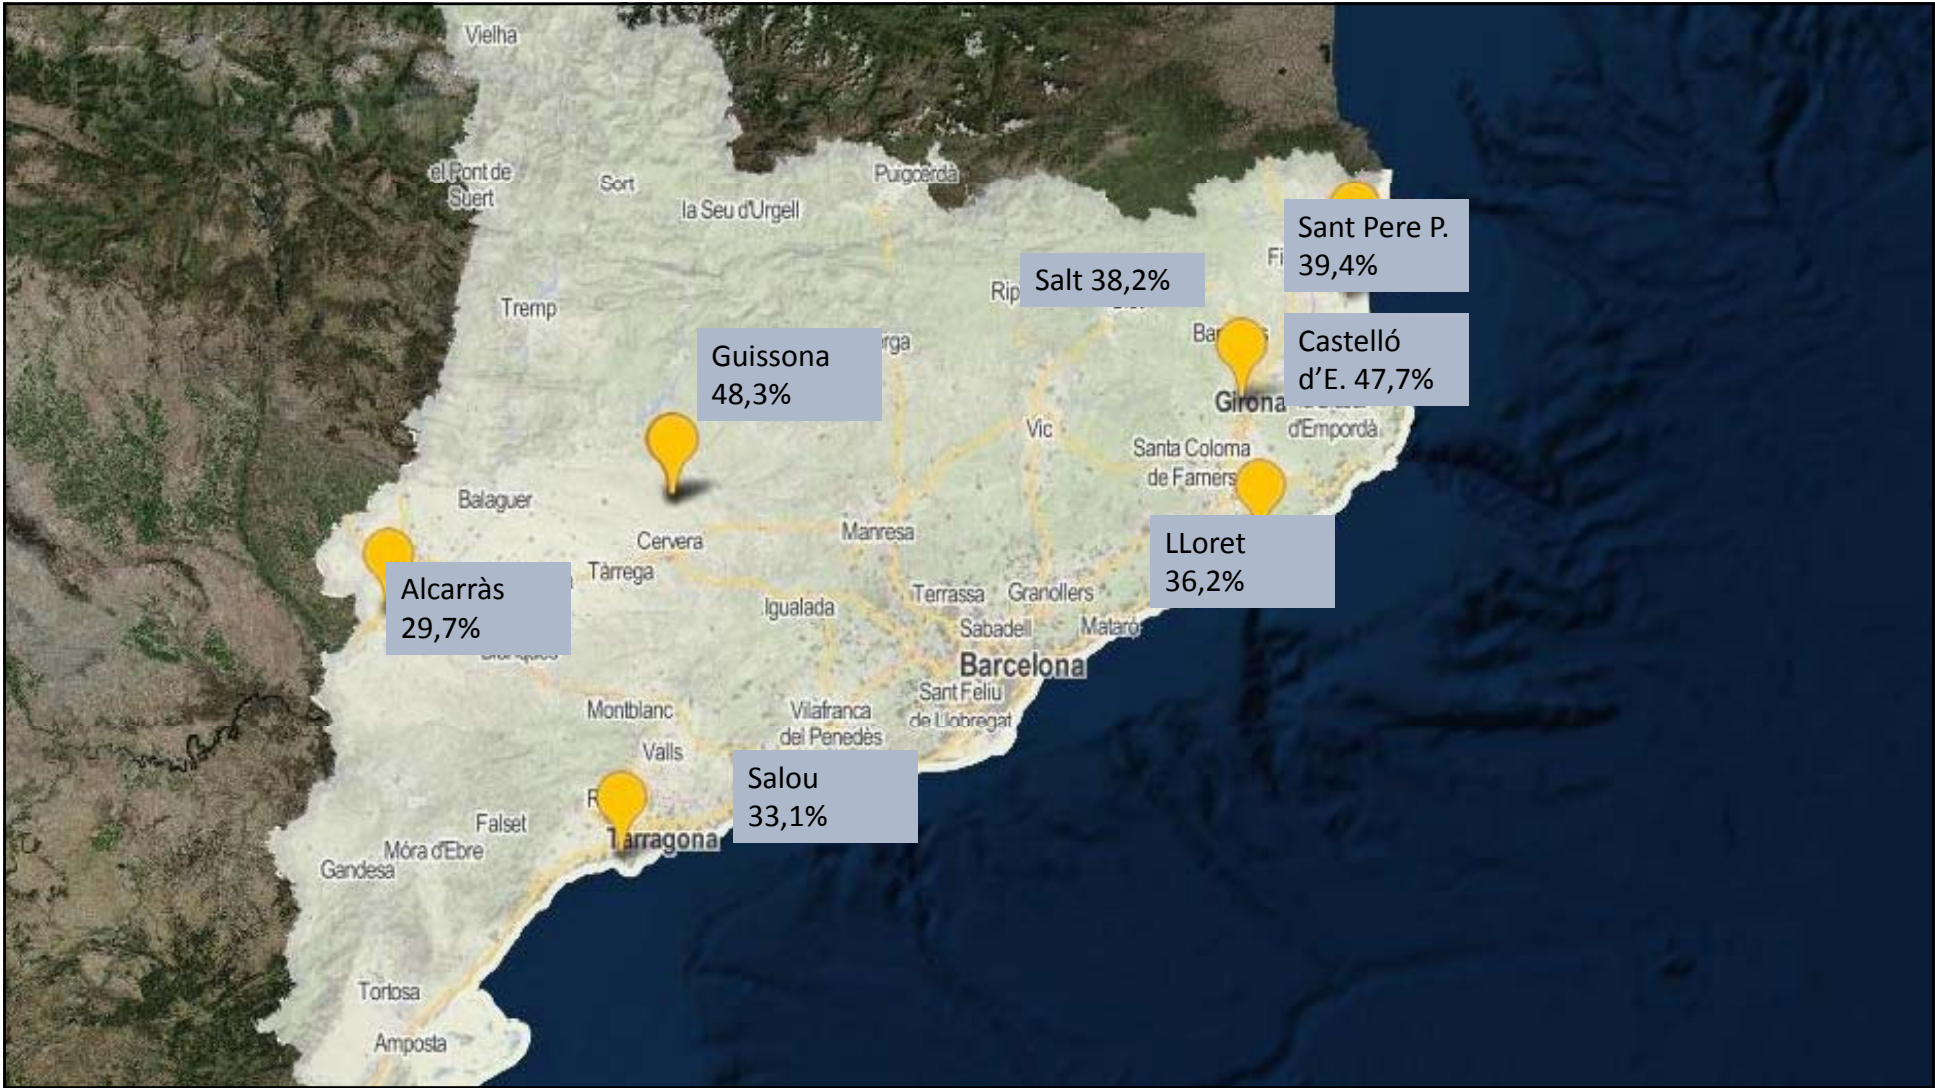 Vielha
el Pont de
Suert
Sort
la Seu d'Urgell
Puigcerdà
Sant Pere P.
39,4%
Salt 38,2%
Tremp
Guissona
48,3%
Castelló
d'E. 47,7%
Girona
d'Empordà
Vic
Santa Coloma
de Farners
Balaguer
Cervera
Manresa
LLoret
36,2%
Alcarràs
29,7%
Tàrrega
Igualada
Terrassa
Granollers
Sabadell
Mataró
Barcelona
Sant Feliu
de Llobregat
Montblanc
Vilafranca
del Penedès
Valls
Salou
33,1%
Falset
Tarragona
Móra d'Ebre
Gandesa
Tortosa
Amposta